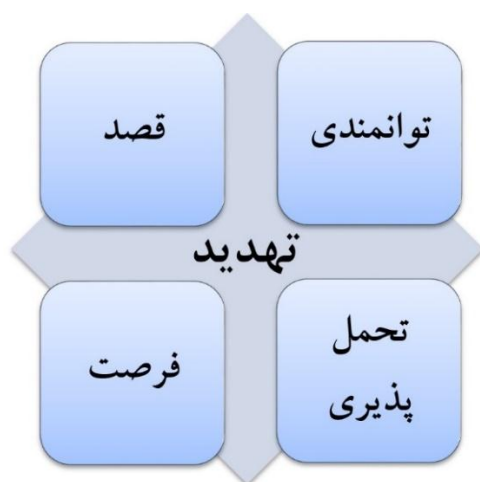 توانمندی
قصد
تهدید
تحمل
پذیری
فرصت